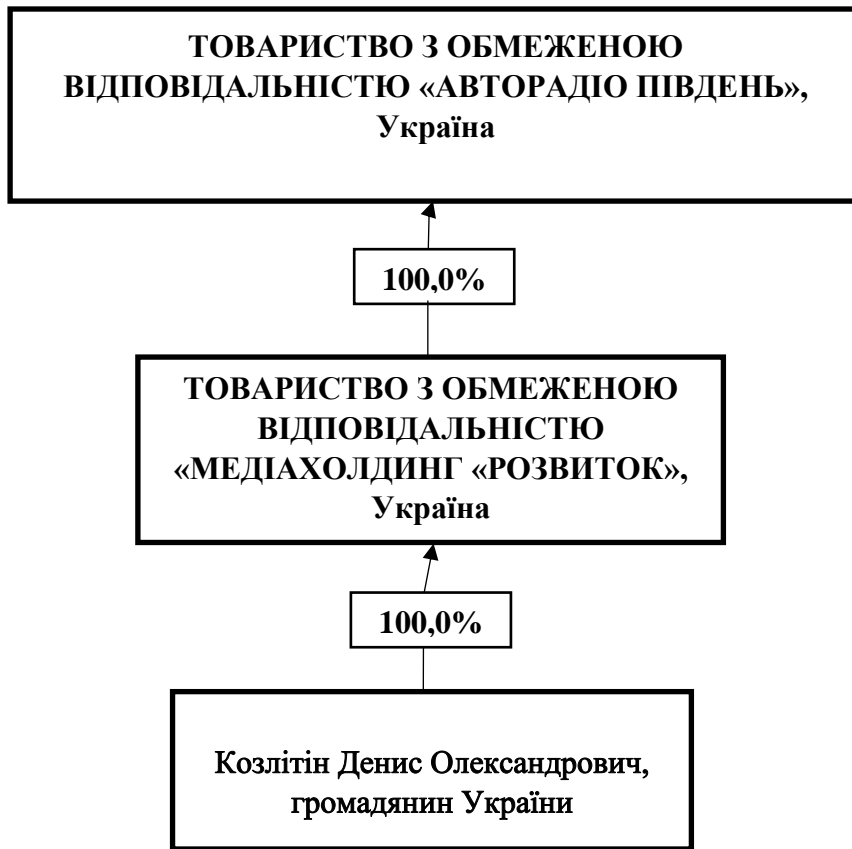 ТОВАРИСТВО З ОБМЕЖЕНОЮ
ВІДПОВІДАЛЬНІСТЮ «АВТОРАДІО ПІВДЕНЬ»,
Україна
100,0%
ТОВАРИСТВО З ОБМЕЖЕНОЮ
ВІДПОВІДАЛЬНІСТЮ
«МЕДІАХОЛДИНГ «РОЗВИТОК»,
Україна
100,0%
Козлітін Денис Олександрович,
громадянин України